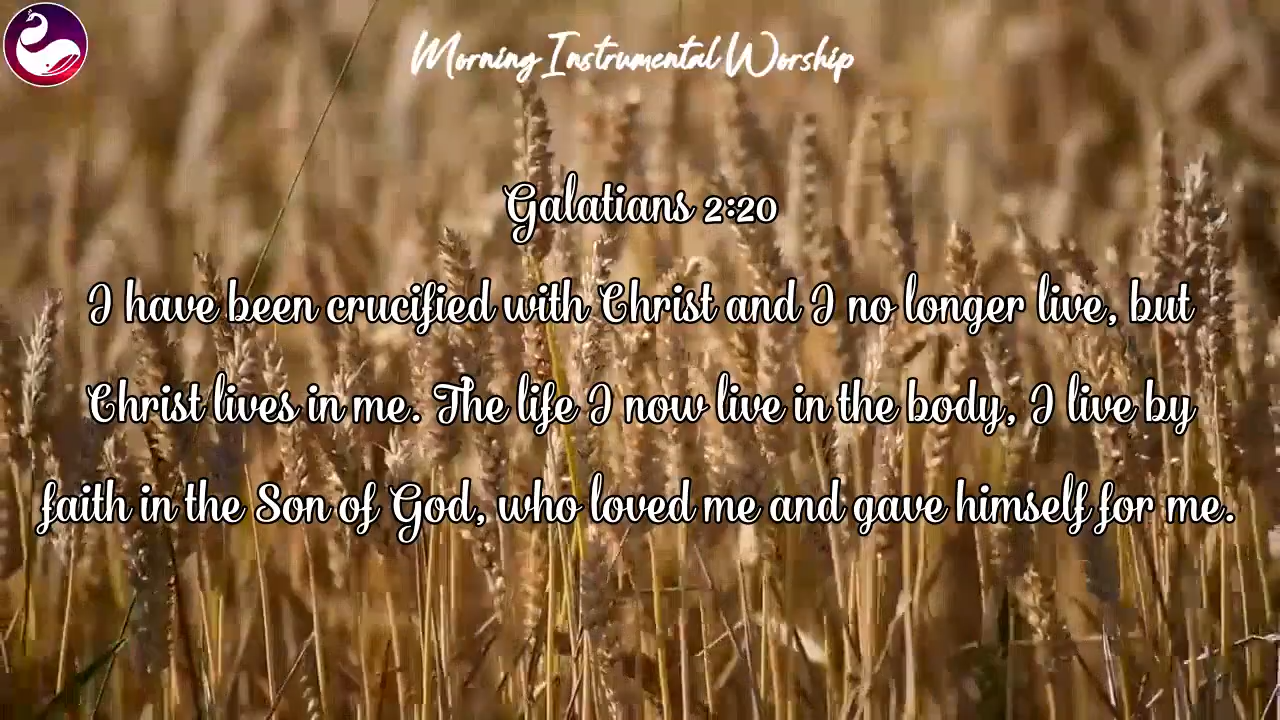 Morning Instrumental Worship
Galatians 2:20
I have been crucified with Christ and I no longer live, but
Christ lives in me. The life I now live in the body, I live by
faith in the Son of God, who loved me and gave himself for me.